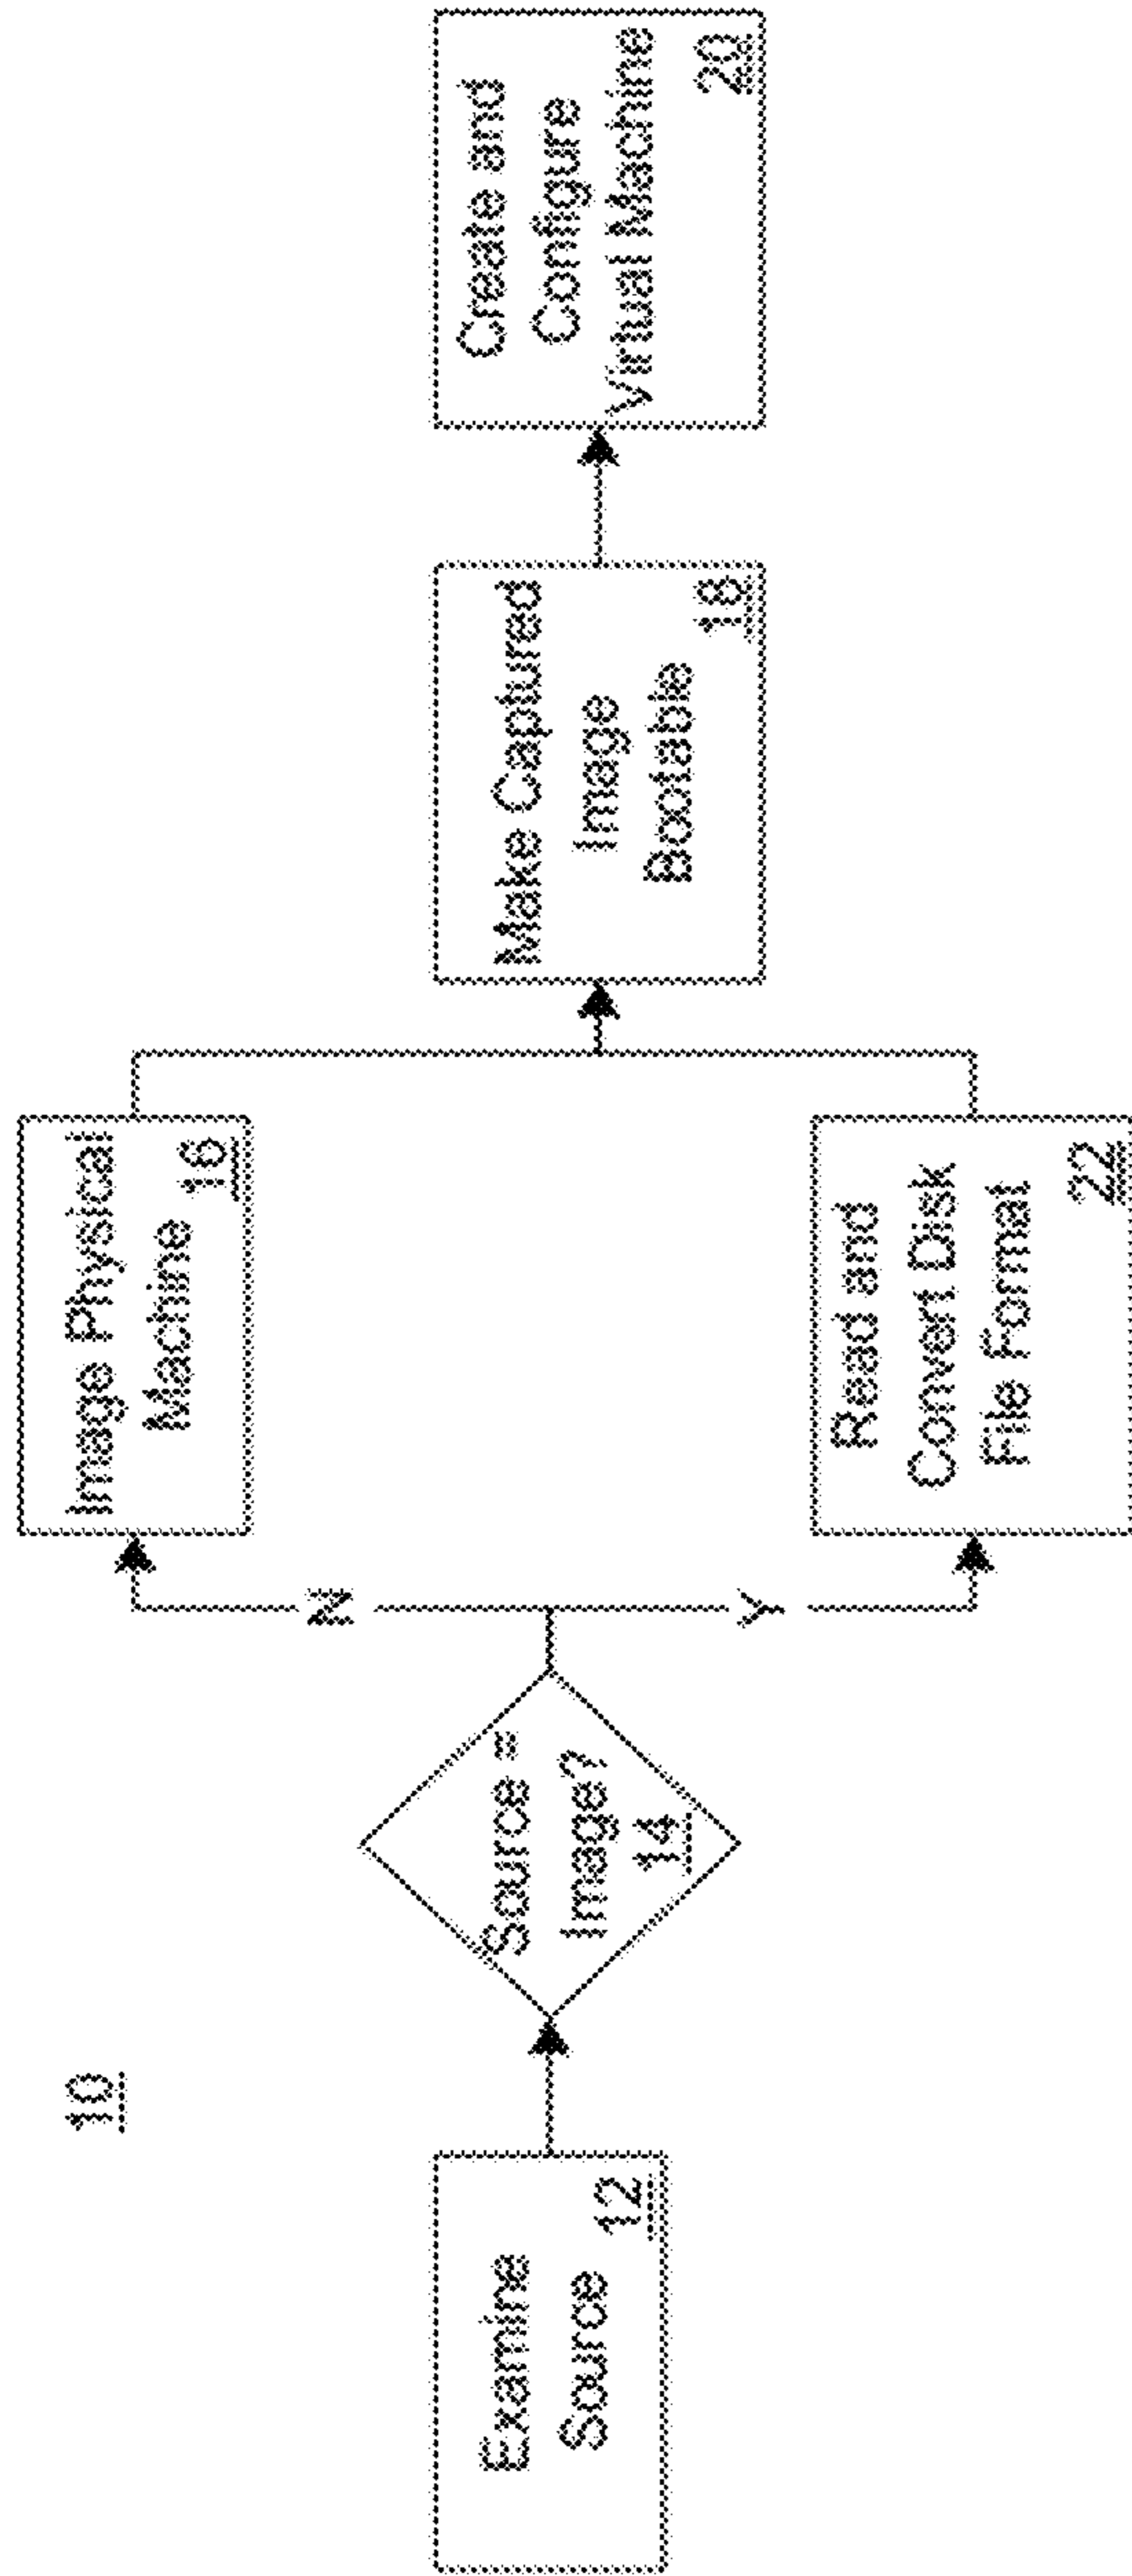 10
Examine
Source
12
Source =
Image?
14
N
Y
Image Physical
Machine 16
Read and
Convert Disk
File Format
22
Make Captured
Image
Bootable
18
Create and
Configure
Virtual Machine
20